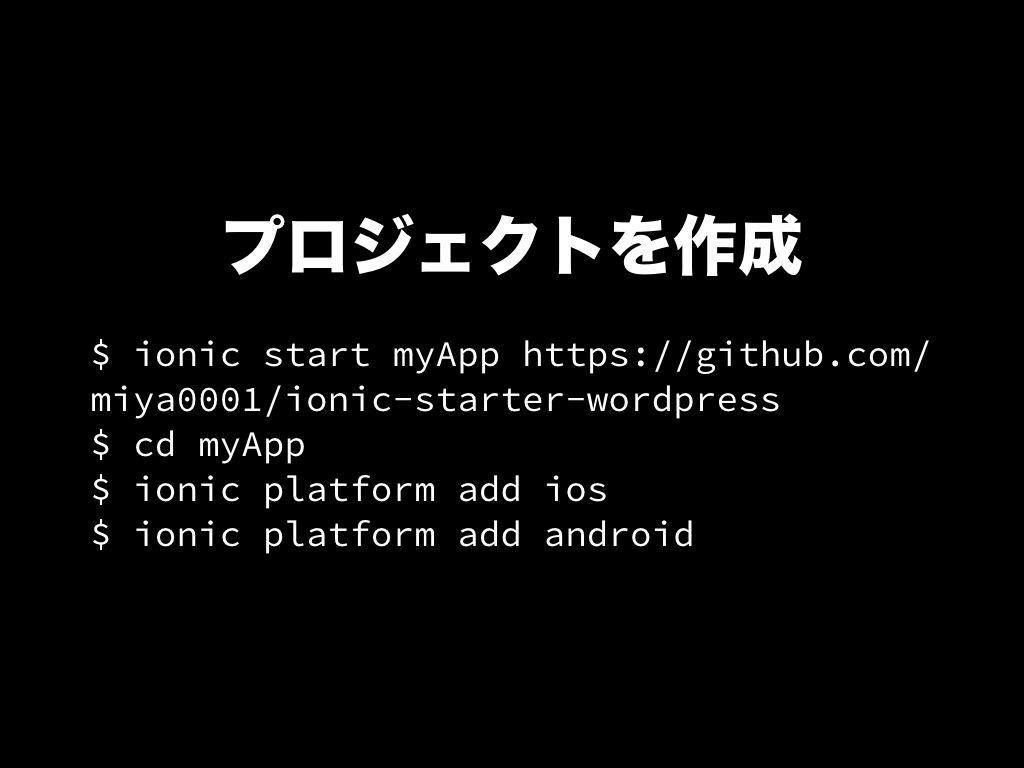 プロジェクトを作成
$ ionic start myApp https://github.com/
miya0001/ionic-starter-wordpress
$ cd myApp
$ ionic platform add ios
$ ionic platform add android